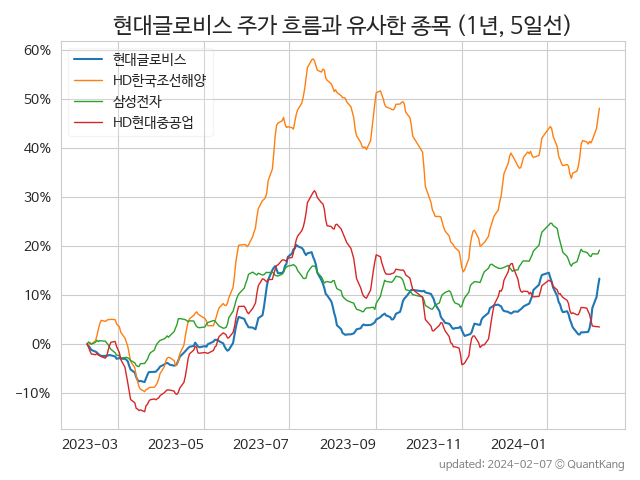 현대글로비스 주가 흐름과 유사한 종목 (1년, 5일선)
60%
50%
40%
30%
20%
10%
0%
−10%
현대글로비스
HD한국조선해양
삼성전자
HD현대중공업
2023-03 2023-05 2023-07 2023-09 2023-11 2024-01
updated: 2024-02-07 © QuantKang